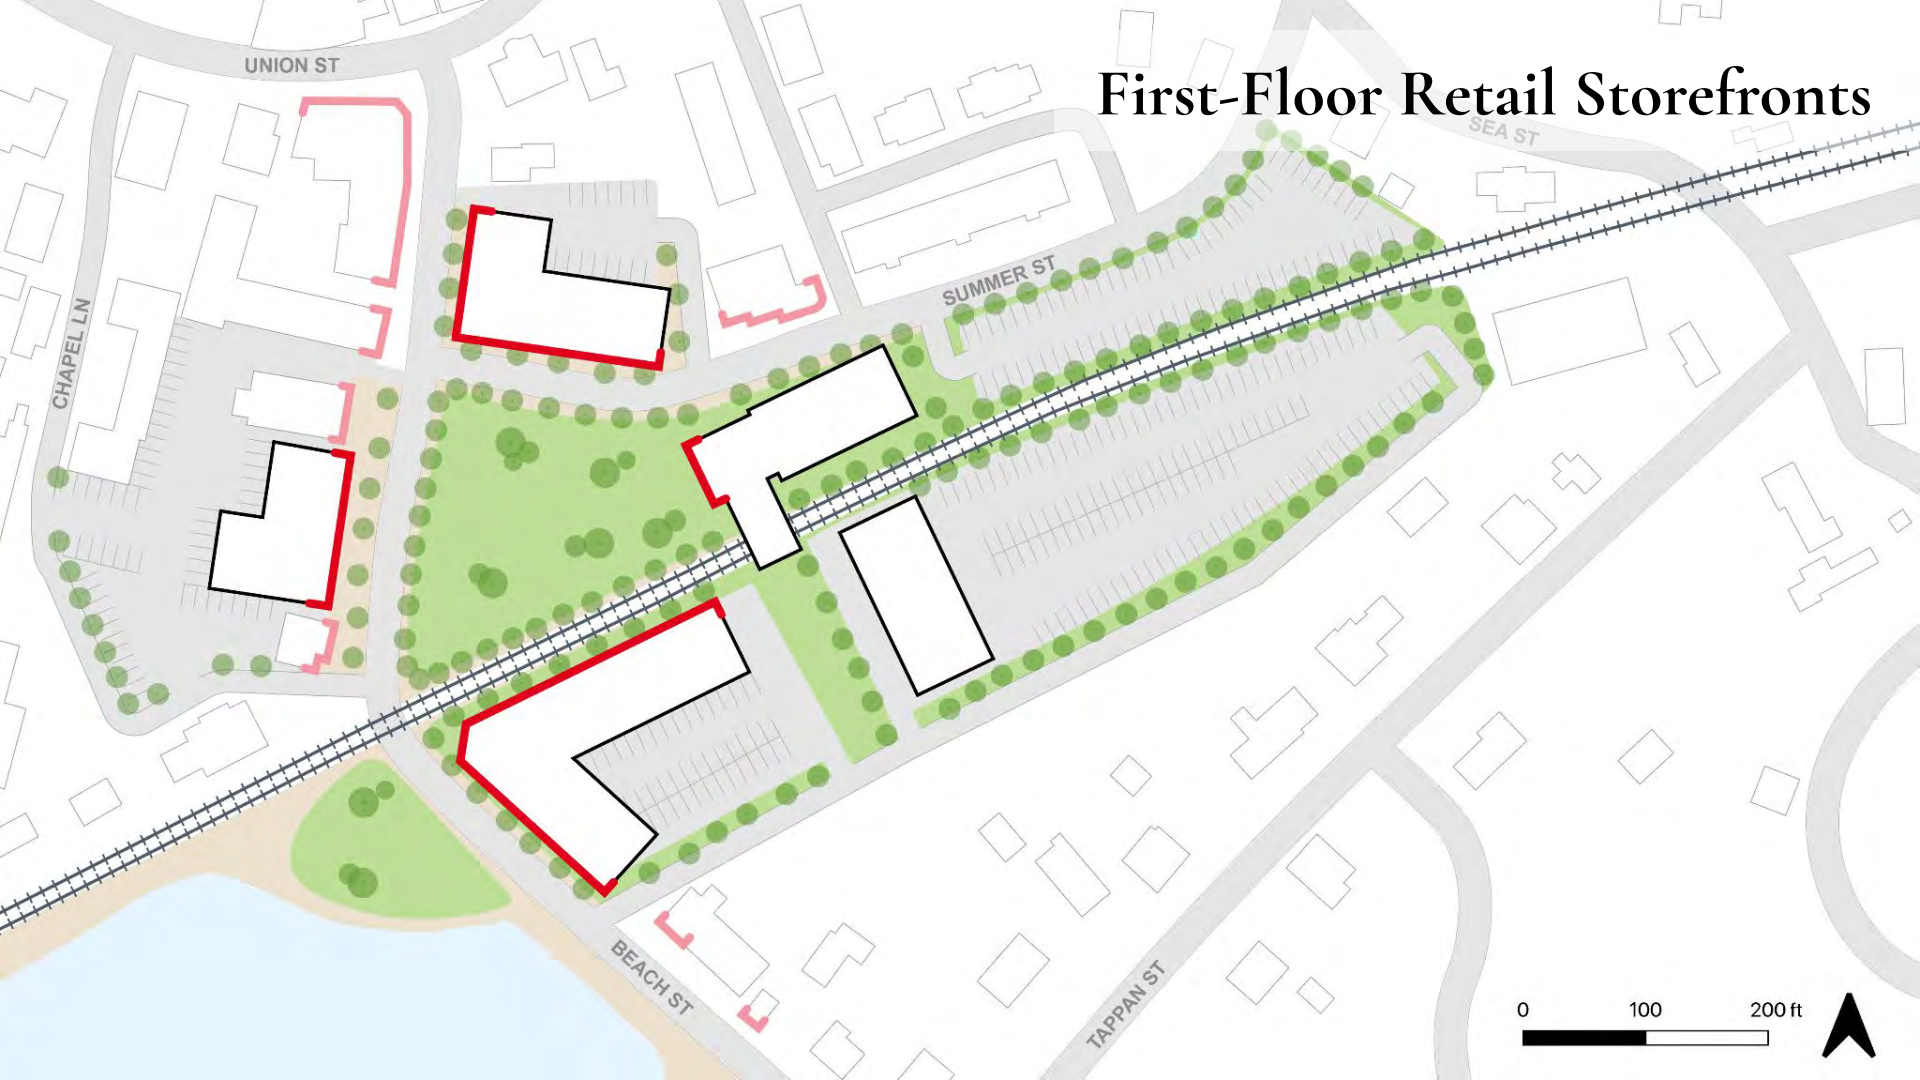 First-Floor Retail Storefronts
UNION ST
SEA ST
SUMMER ST
CHAPEL LN
BEACH ST
TAPPAN ST
0 100 200 ft